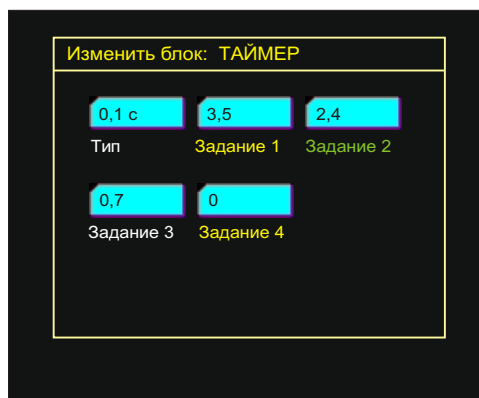 Изменить блок: ТАЙМЕР
0,1 с 3,5 2,4
Тип Задание 1 Задание 2
0,7 0
Задание 3 Задание 4